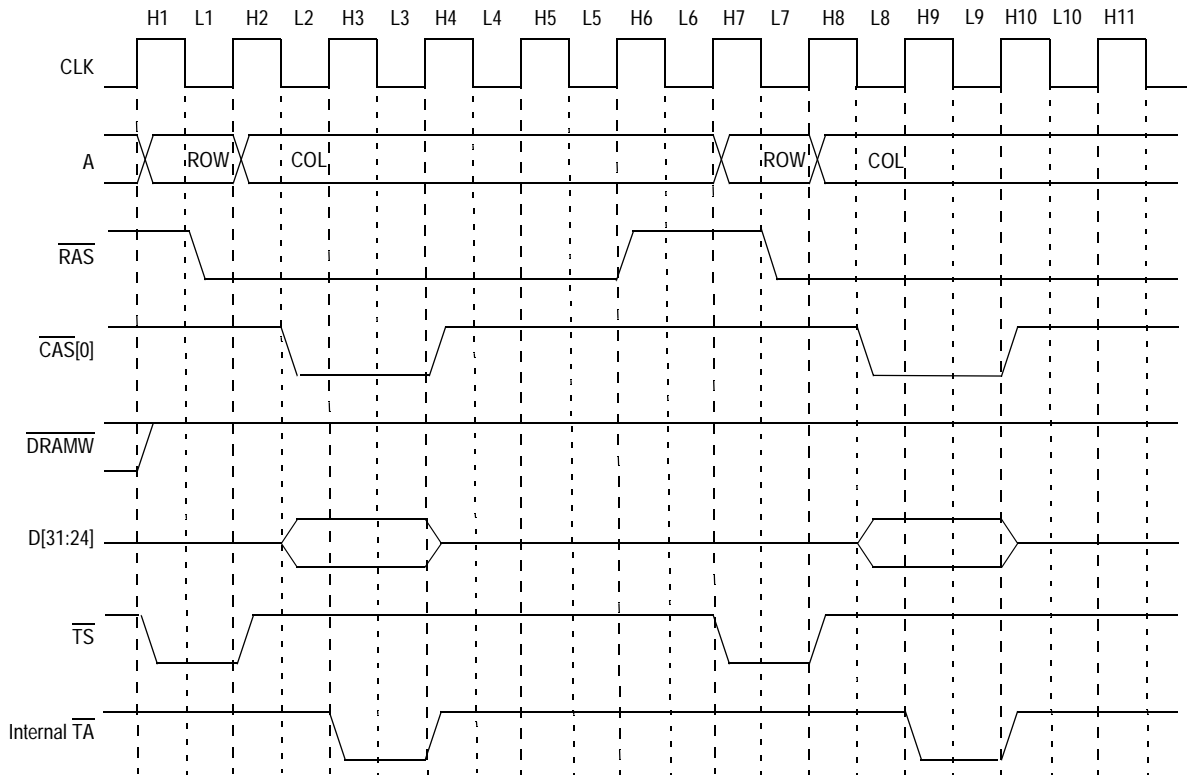 H1 L1 H2 L2 H3 L3 H4 L4 H5 L5 H6 L6 H7 L7 H8 L8 H9 L9 H10 L10 H11
CLK
A ROW COL ROW COL
RAS
CAS[0]
DRAMW
D[31:24]
TS
Internal TA